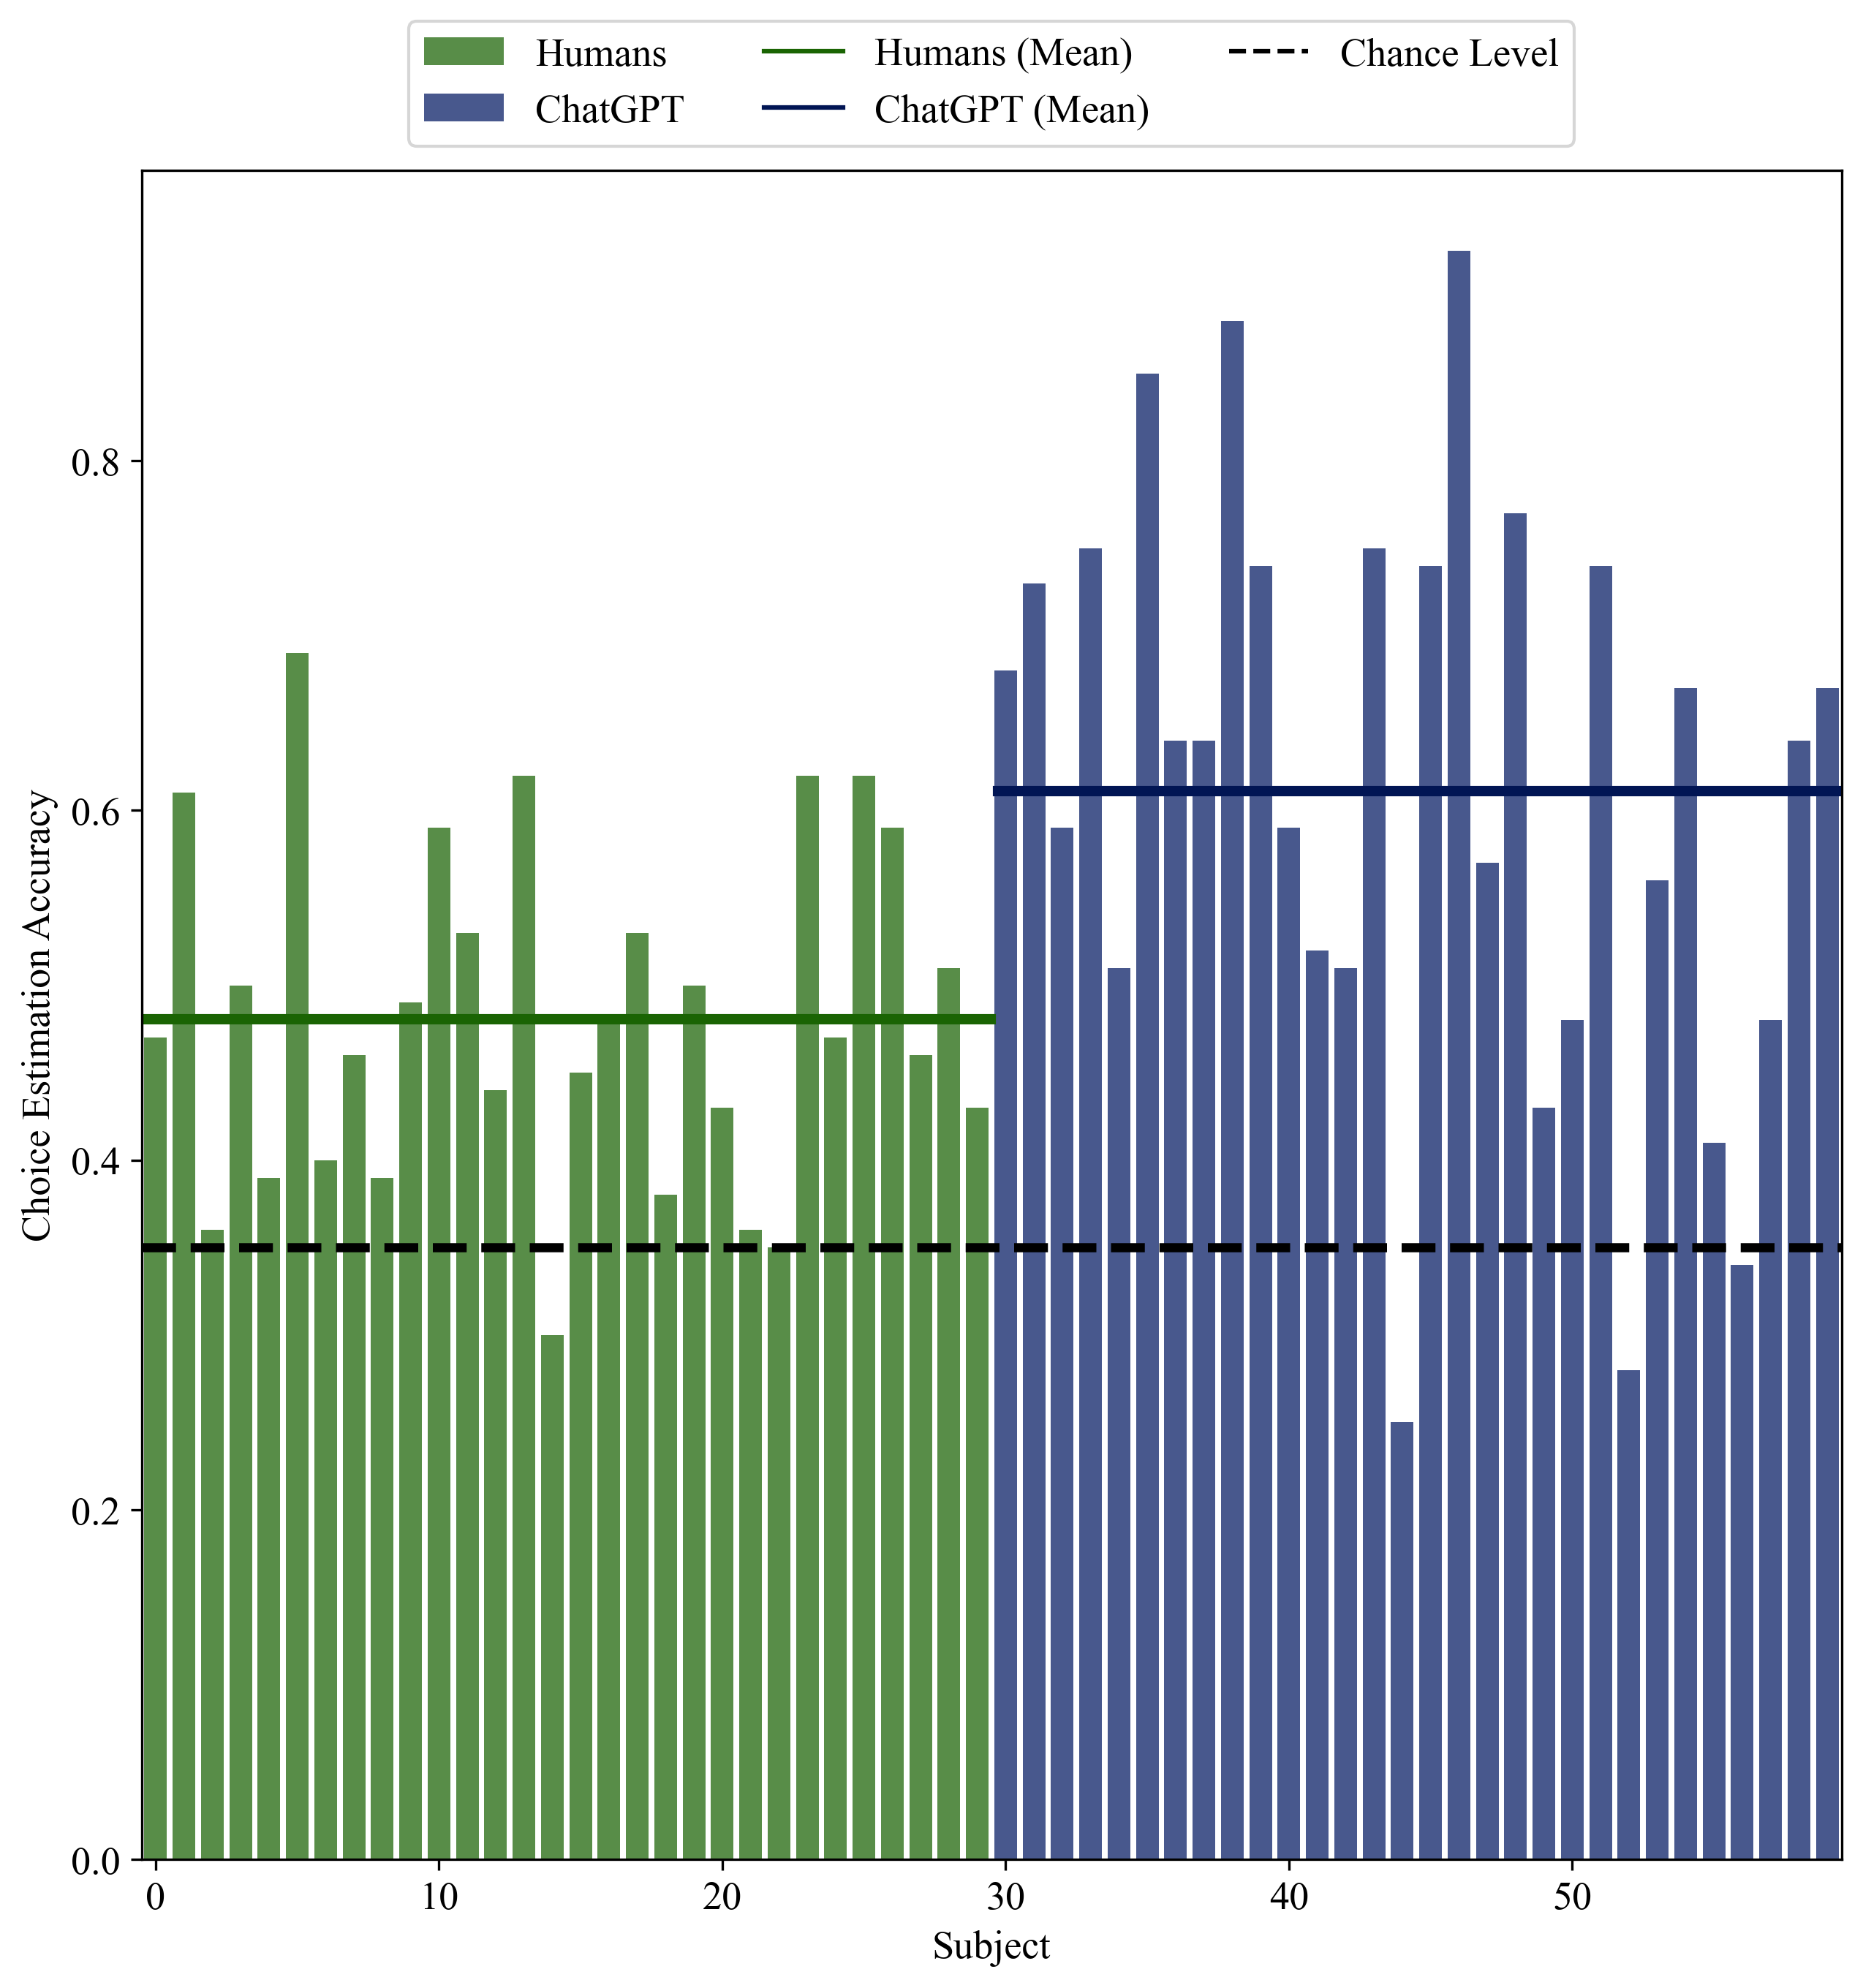 Humans
ChatGPT
Humans (Mean)
ChatGPT (Mean)
Chance Level
Choice Estimation Accuracy
0.8
0.6
0.4
0.2
0.0
0 10 20 30 40 50
Subject